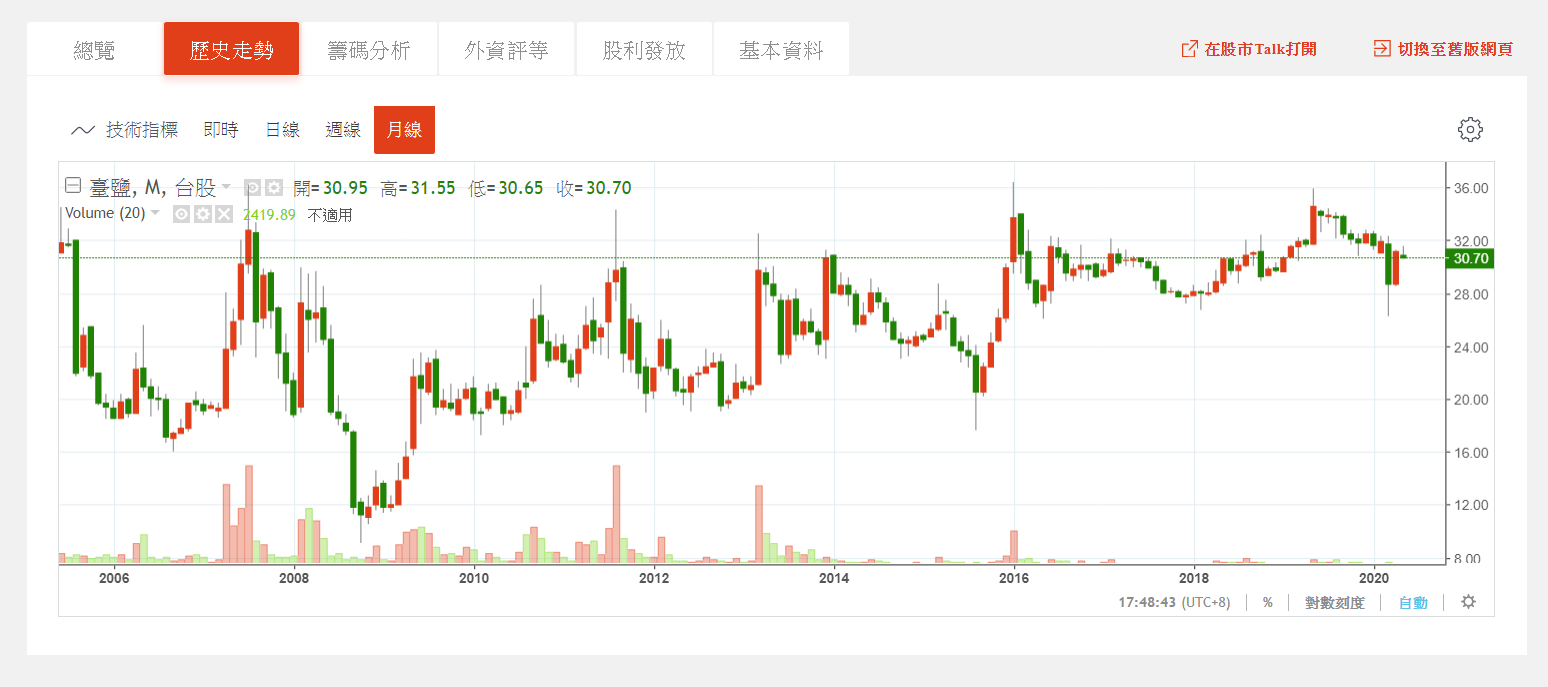 總覽 歷史走勢 籌碼分析 外資評等 股利發放 基本資料 在股市Talk打開 切換至舊版網頁
技術指標 即時 日線 週線 月線
臺鹽, M, 台股 開=30.95 高=31.55 低=30.65 收=30.70
Volume (20) 2419.89 不適用
36.00
32.00
30.70
28.00
24.00
20.00
16.00
12.00
8.00
2006 2008 2010 2012 2014 2016 2018 2020
17:48:43 (UTC+8) % 對數刻度 自動